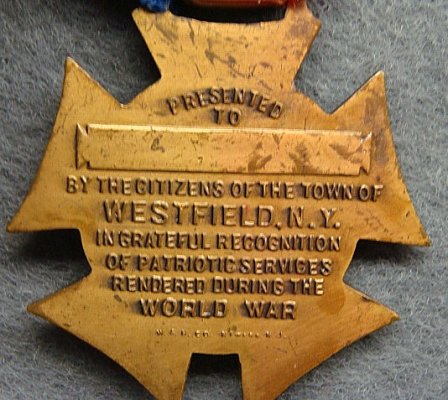 PRESENTED
TO
BY THE CITIZENS OF THE TOWN OF
WESTFIELD, N.Y.
IN GRATEFUL RECOGNITION
OF PATRIOTIC SERVICES
RENDERED DURING THE
WORLD WAR